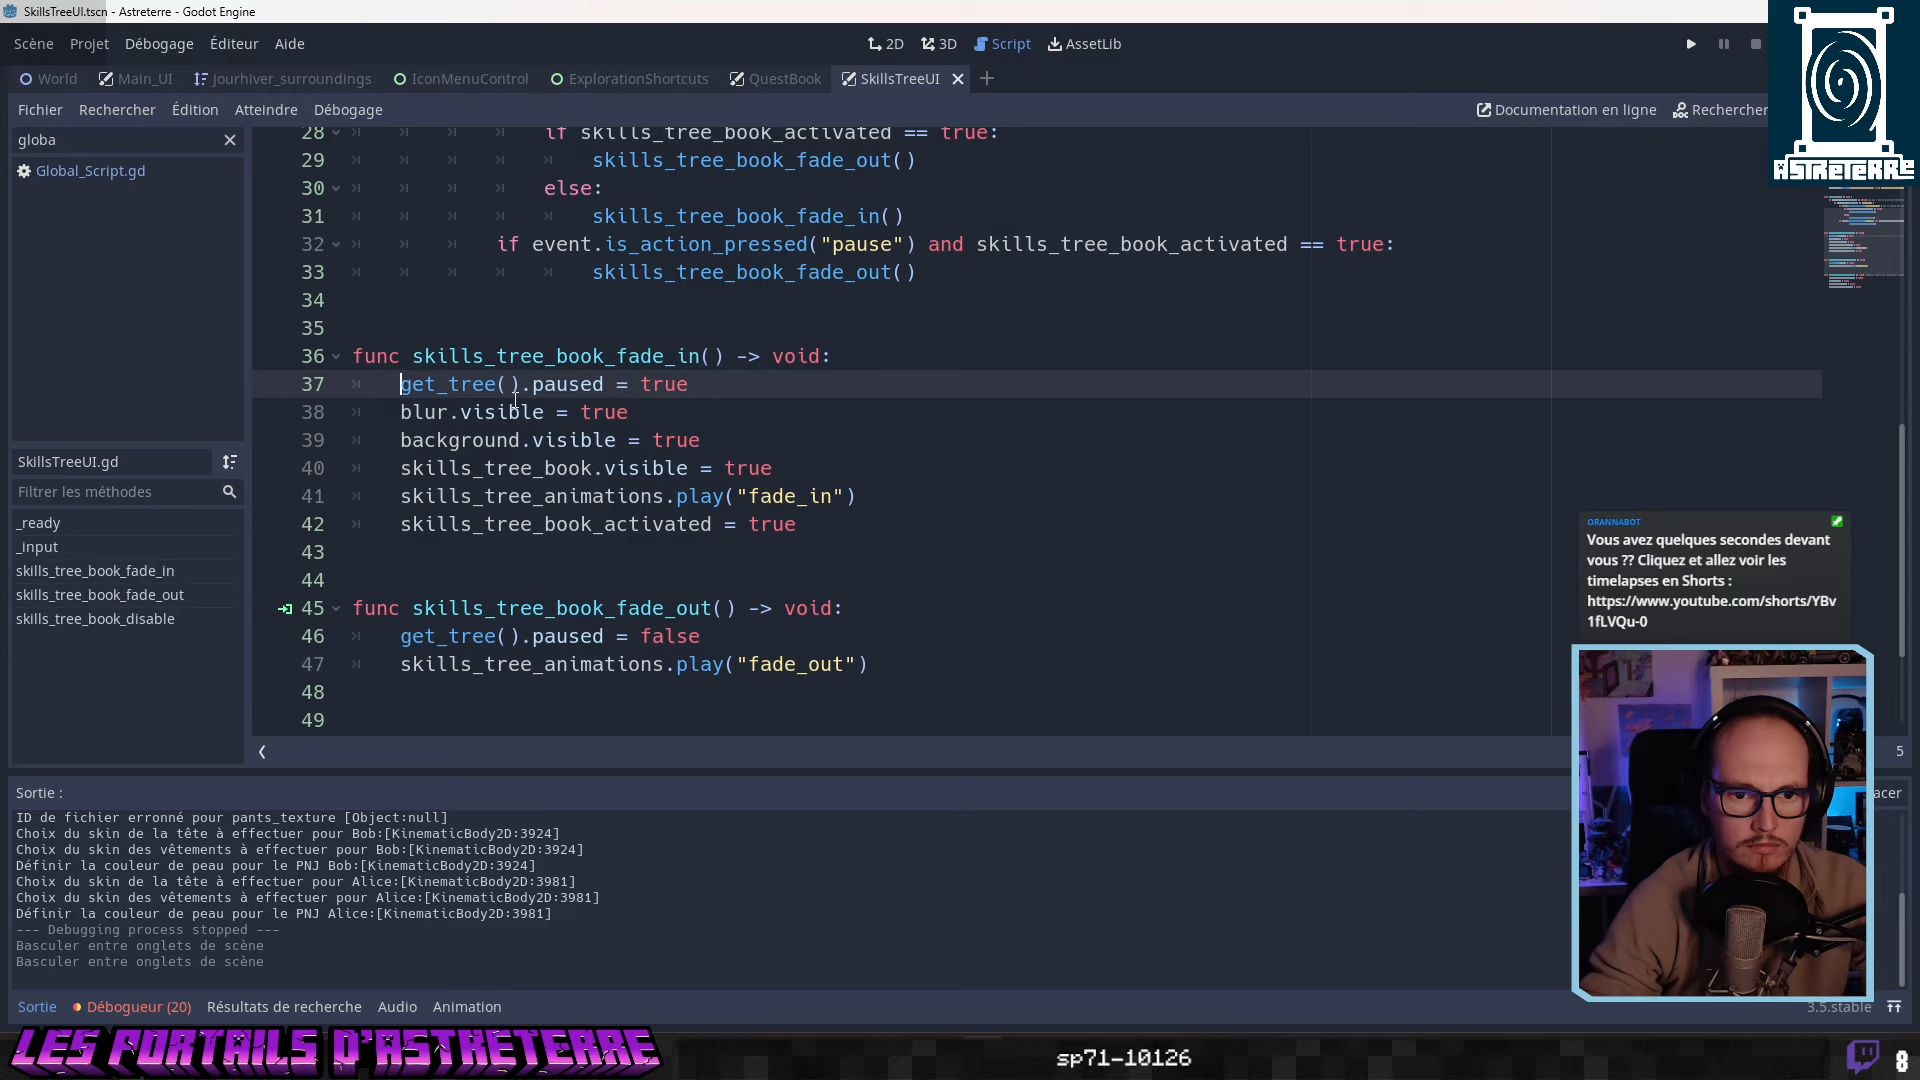 SkillsTreeUI.tscn - Astreterre - Godot Engine
Scène Projet Débogage Éditeur Aide
2D 3D Script AssetLib
World Main_UI Jourhiver_surroundings IconMenuControl ExplorationShortcuts QuestBook SkillsTreeUI
Fichier Rechercher Édition Atteindre Débogage
Documentation en ligne Rechercher
ASTRETERRE
globa
Global_Script.gd
SkillsTreeUI.gd
Filtrer les méthodes
_ready
_input
skills_tree_book_fade_in
skills_tree_book_fade_out
skills_tree_book_disable
28 if skills_tree_book_activated == true:
29 skills_tree_book_fade_out()
30 else:
31 skills_tree_book_fade_in()
32 if event.is_action_pressed("pause") and skills_tree_book_activated == true:
33 skills_tree_book_fade_out()
34
35
36 func skills_tree_book_fade_in() -> void:
37 get_tree().paused = true
38 blur.visible = true
39 background.visible = true
40 skills_tree_book.visible = true
41 skills_tree_animations.play("fade_in")
42 skills_tree_book_activated = true
43
44
45 func skills_tree_book_fade_out() -> void:
46 get_tree().paused = false
47 skills_tree_animations.play("fade_out")
48
49
5
ORANNABOT
Vous avez quelques secondes devant
vous ?? Cliquez et allez voir les
timelapses en Shorts :
https://www.youtube.com/shorts/YBv
1fLVQu-0
Sortie :
acer
ID de fichier erronné pour pants_texture [Object:null]
Choix du skin de la tête à effectuer pour Bob:[KinematicBody2D:3924]
Choix du skin des vêtements à effectuer pour Bob:[KinematicBody2D:3924]
Définir la couleur de peau pour le PNJ Bob:[KinematicBody2D:3924]
Choix du skin de la tête à effectuer pour Alice:[KinematicBody2D:3981]
Choix du skin des vêtements à effectuer pour Alice:[KinematicBody2D:3981]
Définir la couleur de peau pour le PNJ Alice:[KinematicBody2D:3981]
--- Debugging process stopped ---
Basculer entre onglets de scène
Basculer entre onglets de scène
Sortie Débogueur (20) Résultats de recherche Audio Animation
3.5.stable
LES PORTAILS D'ASTRETERRE
sp71-10126
8